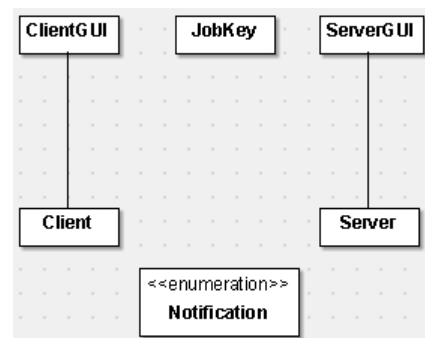 ClientGUI
JobKey
ServerGUI
Client
Server
<<enumeration>>
Notification